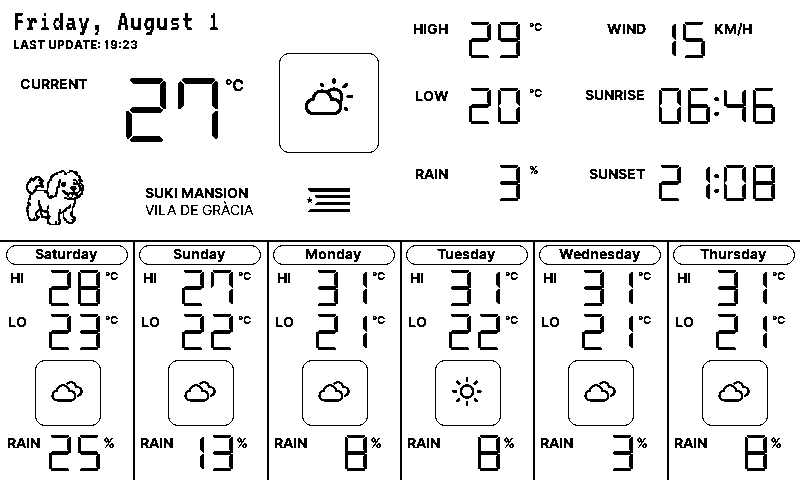 Friday, August 1
LAST UPDATE: 19:23
CURRENT 27 °C
HIGH 29 °C
WIND 15 KM/H
LOW 20 °C
SUNRISE 06:46
RAIN 3 %
SUNSET 21:08
SUKI MANSION
VILA DE GRÀCIA
Saturday
HI 28 °C
LO 23 °C
RAIN 25 %
Sunday
HI 27 °C
LO 22 °C
RAIN 13 %
Monday
HI 31 °C
LO 21 °C
RAIN 8 %
Tuesday
HI 31 °C
LO 22 °C
RAIN 8 %
Wednesday
HI 31 °C
LO 21 °C
RAIN 3 %
Thursday
HI 31 °C
LO 21 °C
RAIN 8 %